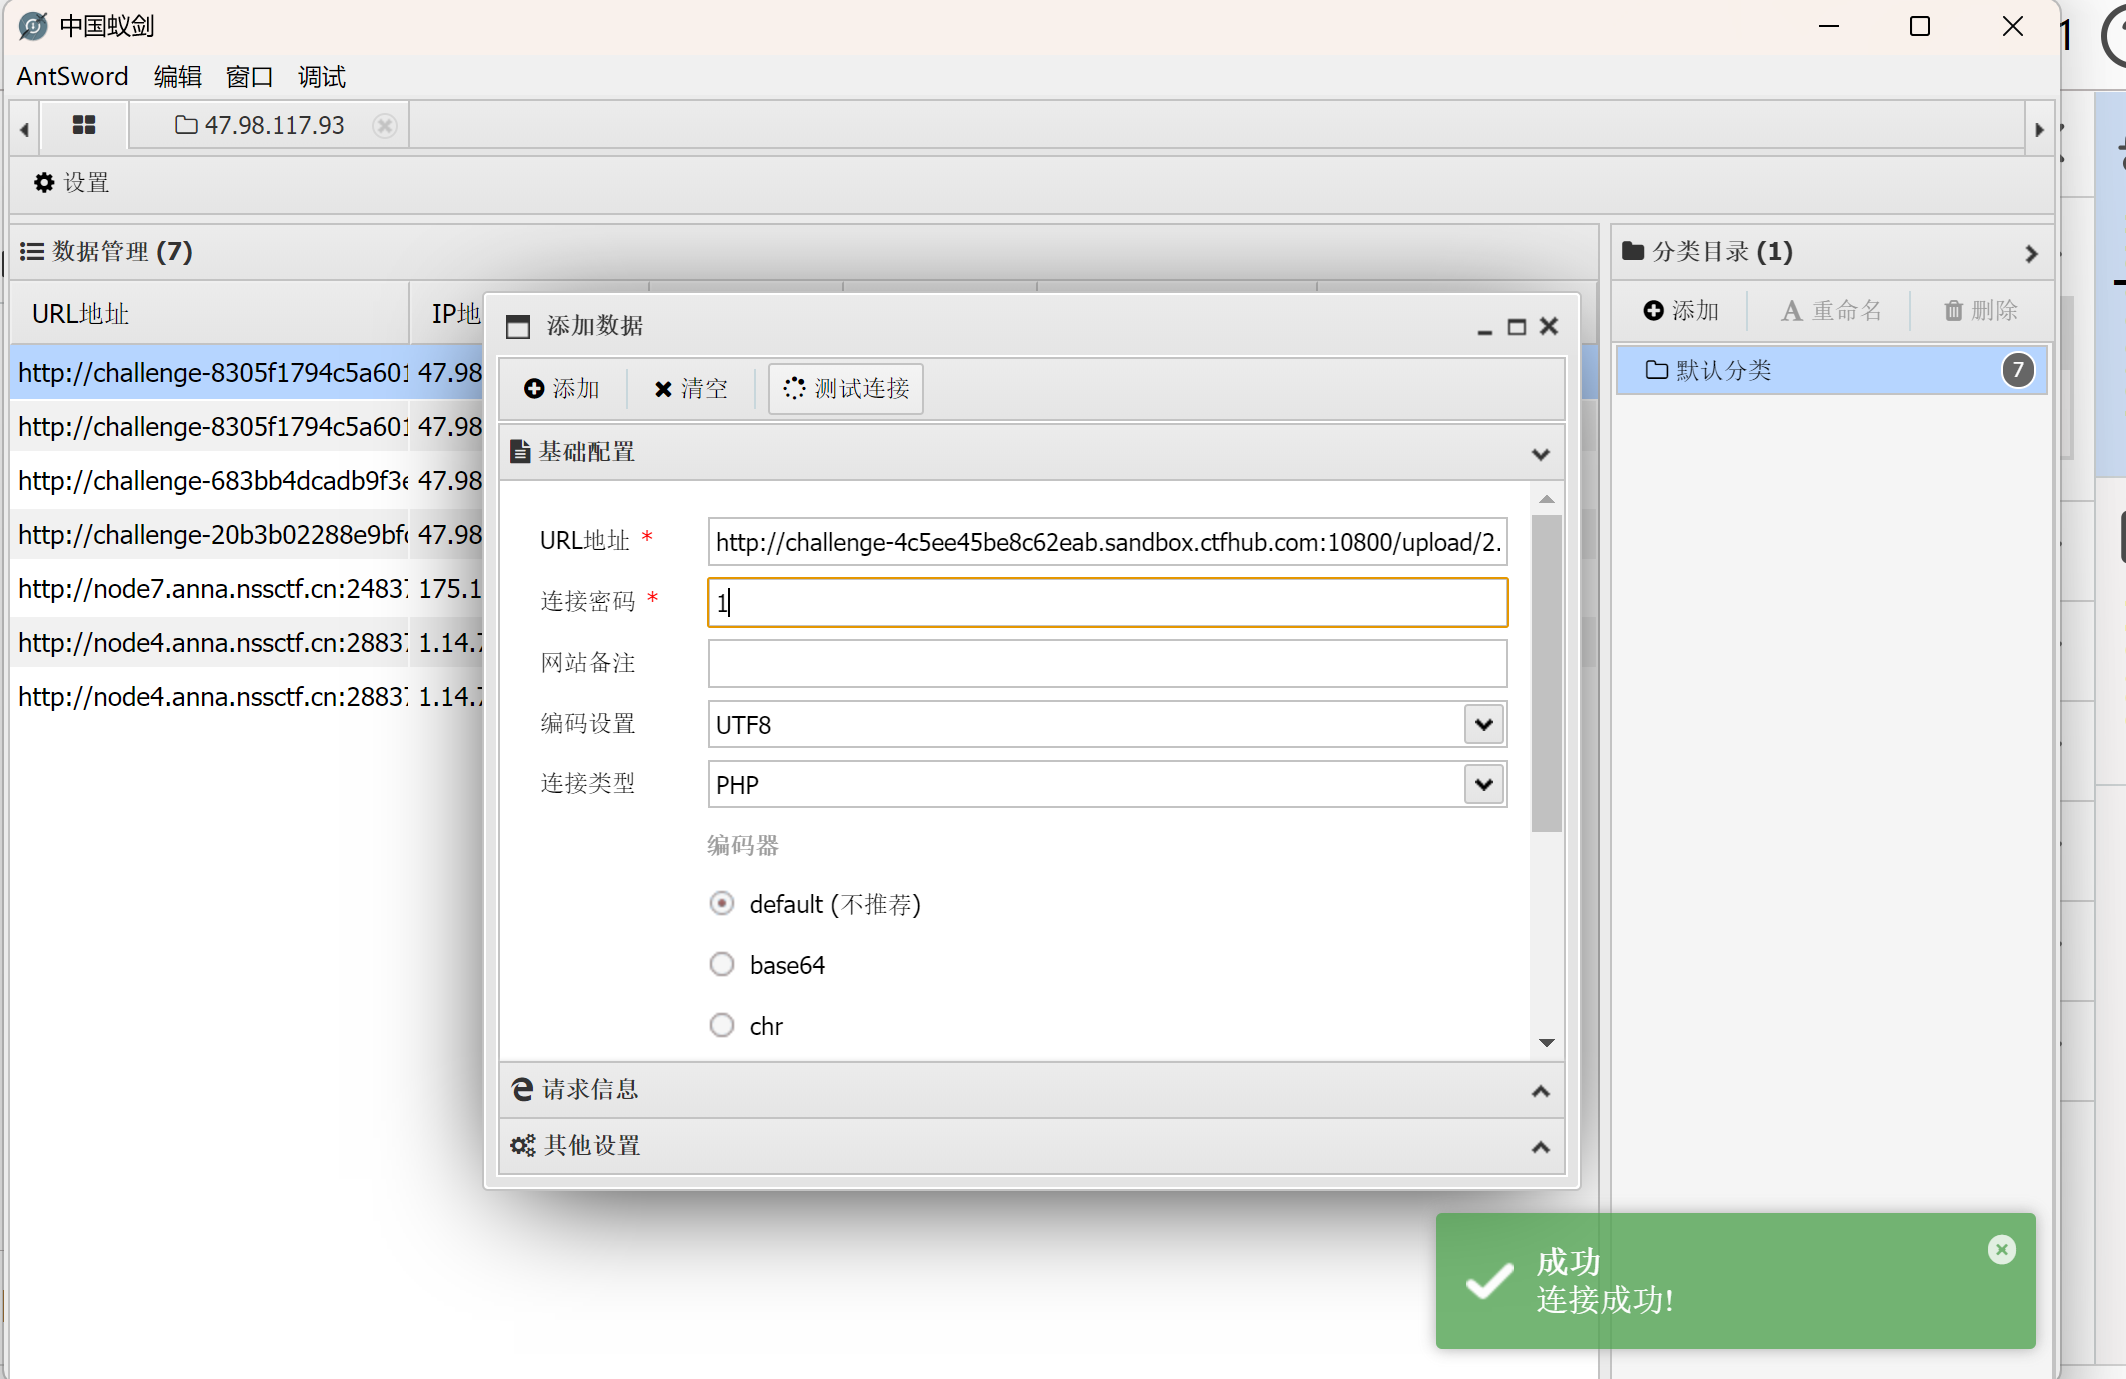 中国蚁剑
AntSword 编辑 窗口 调试
47.98.117.93
设置
数据管理 (7)
URL地址 IP地
http://challenge-8305f1794c5a601 47.98
http://challenge-8305f1794c5a601 47.98
http://challenge-683bb4dcadb9f3e 47.98
http://challenge-20b3b02288e9bfc 47.98
http://node7.anna.nssctf.cn:24837 175.1
http://node4.anna.nssctf.cn:28837 1.14.7
http://node4.anna.nssctf.cn:28837 1.14.7
添加数据
添加 清空 测试连接
基础配置
URL地址 * http://challenge-4c5ee45be8c62eab.sandbox.ctfhub.com:10800/upload/2.
连接密码 * 1
网站备注
编码设置 UTF8
连接类型 PHP
编码器
default (不推荐)
base64
chr
请求信息
其他设置
分类目录 (1)
添加 重命名 删除
默认分类 7
成功
连接成功!
1